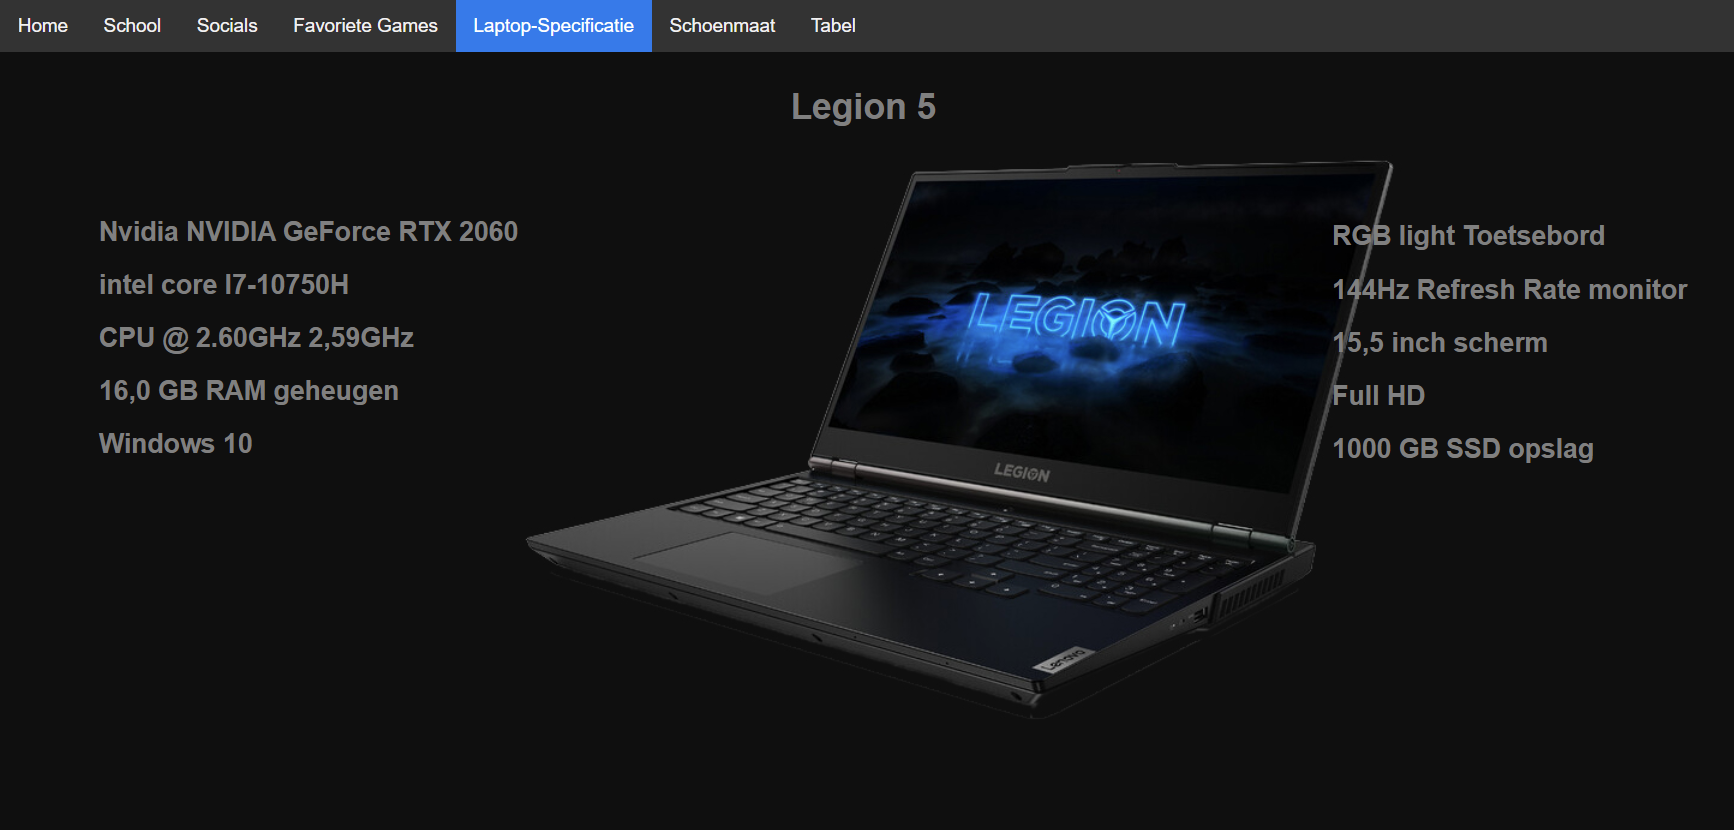 Home School Socials Favoriete Games Laptop-Specificatie Schoenmaat Tabel
Legion 5
Nvidia NVIDIA GeForce RTX 2060
intel core I7-10750H
CPU @ 2.60GHz 2,59GHz
16,0 GB RAM geheugen
Windows 10
LEGION
LEGION
Lenovo
RGB light Toetsebord
144Hz Refresh Rate monitor
15,5 inch scherm
Full HD
1000 GB SSD opslag